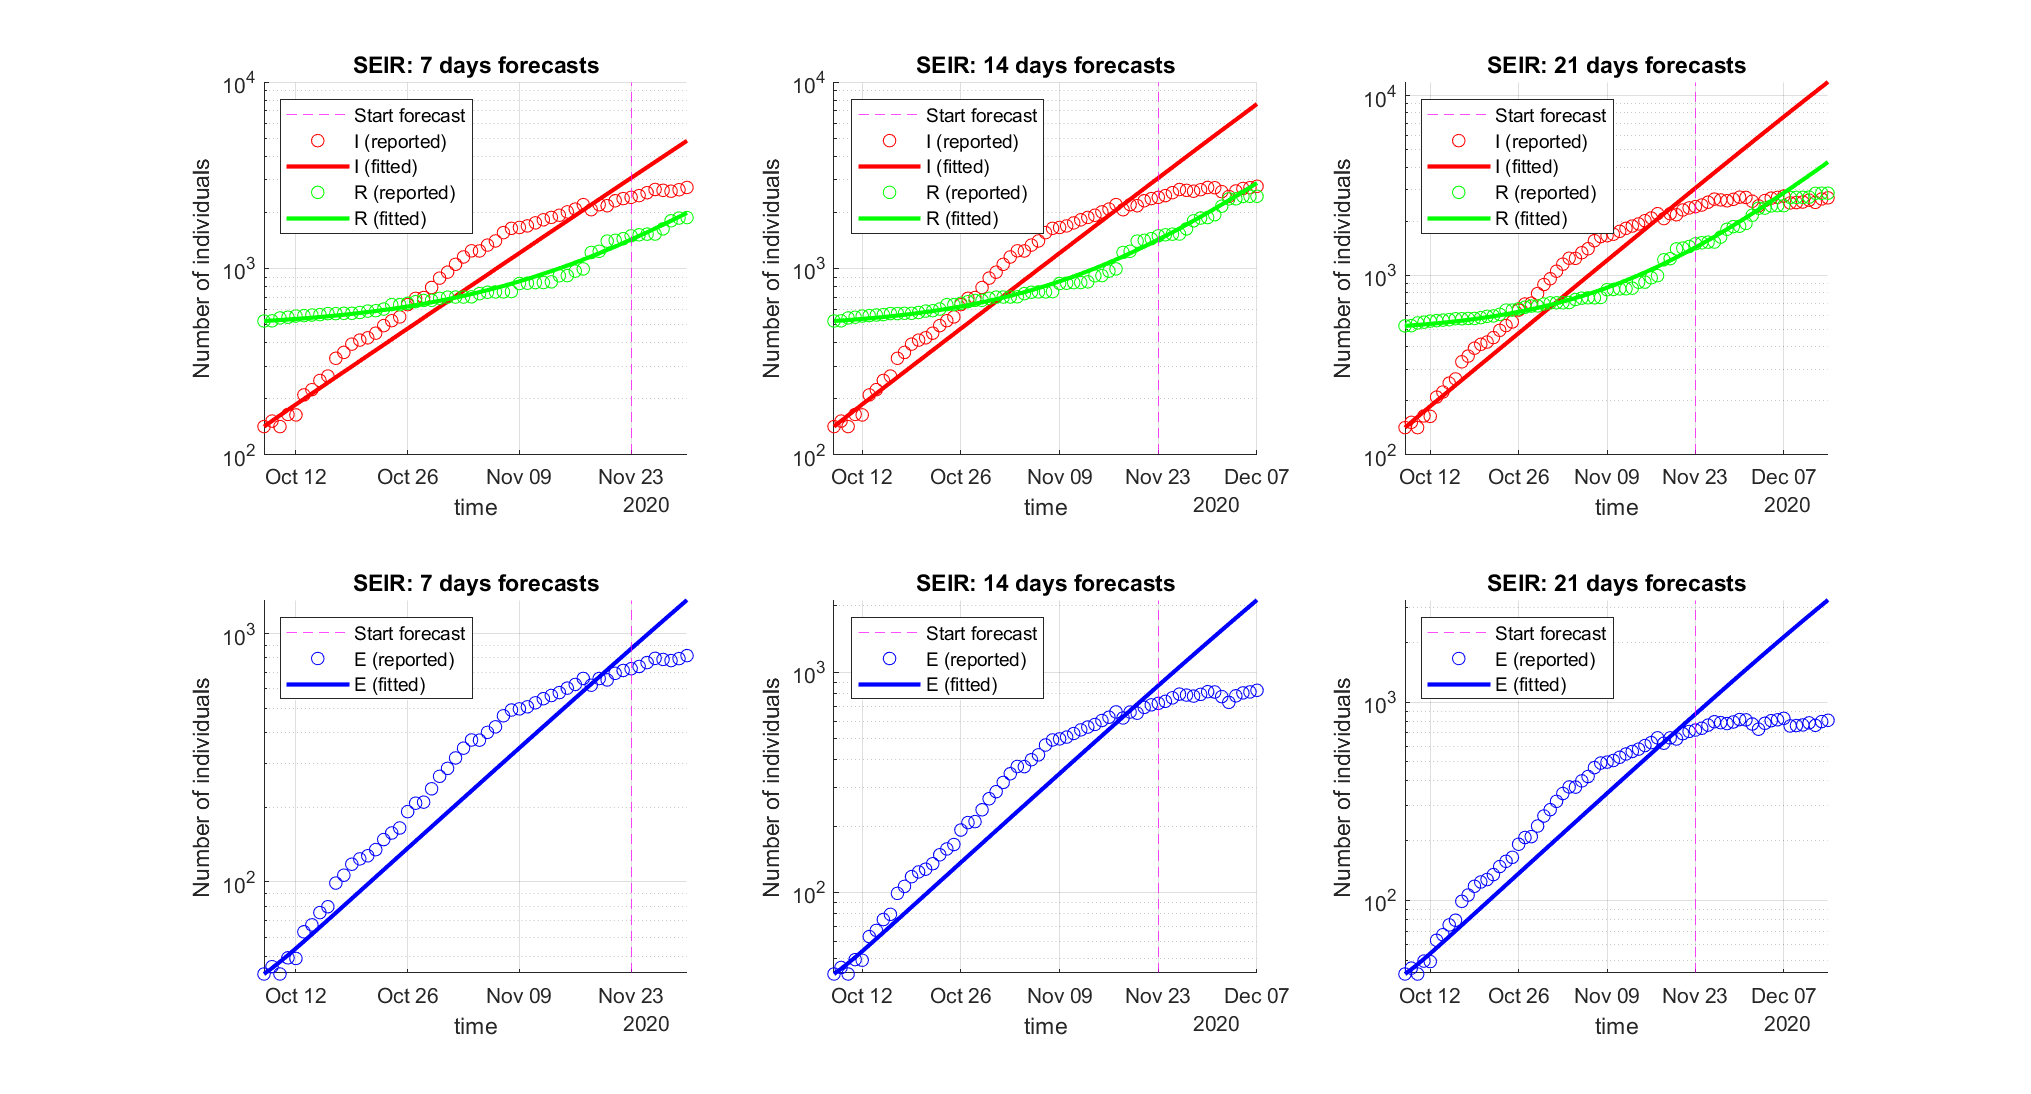 SEIR: 7 days forecasts
10^4
10^3
10^2
Number of individuals
Start forecast
I (reported)
I (fitted)
R (reported)
R (fitted)
Oct 12 Oct 26 Nov 09 Nov 23
time
2020
SEIR: 14 days forecasts
10^4
10^3
10^2
Number of individuals
Start forecast
I (reported)
I (fitted)
R (reported)
R (fitted)
Oct 12 Oct 26 Nov 09 Nov 23 Dec 07
time
2020
SEIR: 21 days forecasts
10^4
10^3
10^2
Number of individuals
Start forecast
I (reported)
I (fitted)
R (reported)
R (fitted)
Oct 12 Oct 26 Nov 09 Nov 23 Dec 07
time
2020
SEIR: 7 days forecasts
10^3
10^2
Number of individuals
Start forecast
E (reported)
E (fitted)
Oct 12 Oct 26 Nov 09 Nov 23
time
2020
SEIR: 14 days forecasts
10^3
10^2
Number of individuals
Start forecast
E (reported)
E (fitted)
Oct 12 Oct 26 Nov 09 Nov 23 Dec 07
time
2020
SEIR: 21 days forecasts
10^3
10^2
Number of individuals
Start forecast
E (reported)
E (fitted)
Oct 12 Oct 26 Nov 09 Nov 23 Dec 07
time
2020